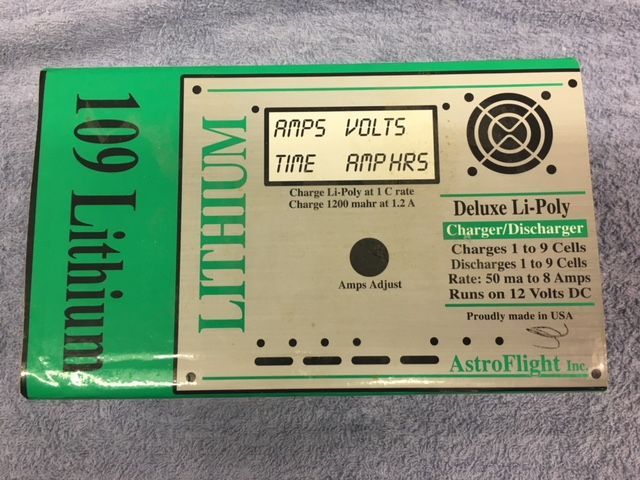 109 Lithium
LITHIUM
AMPS VOLTS
TIME AMPHRS
Charge Li-Poly at 1 C rate
Charge 1200 mahr at 1.2 A
Amps Adjust
Deluxe Li-Poly
Charger/Discharger
Charges 1 to 9 Cells
Discharges 1 to 9 Cells
Rate: 50 ma to 8 Amps
Runs on 12 Volts DC
Proudly made in USA
AstroFlight Inc.